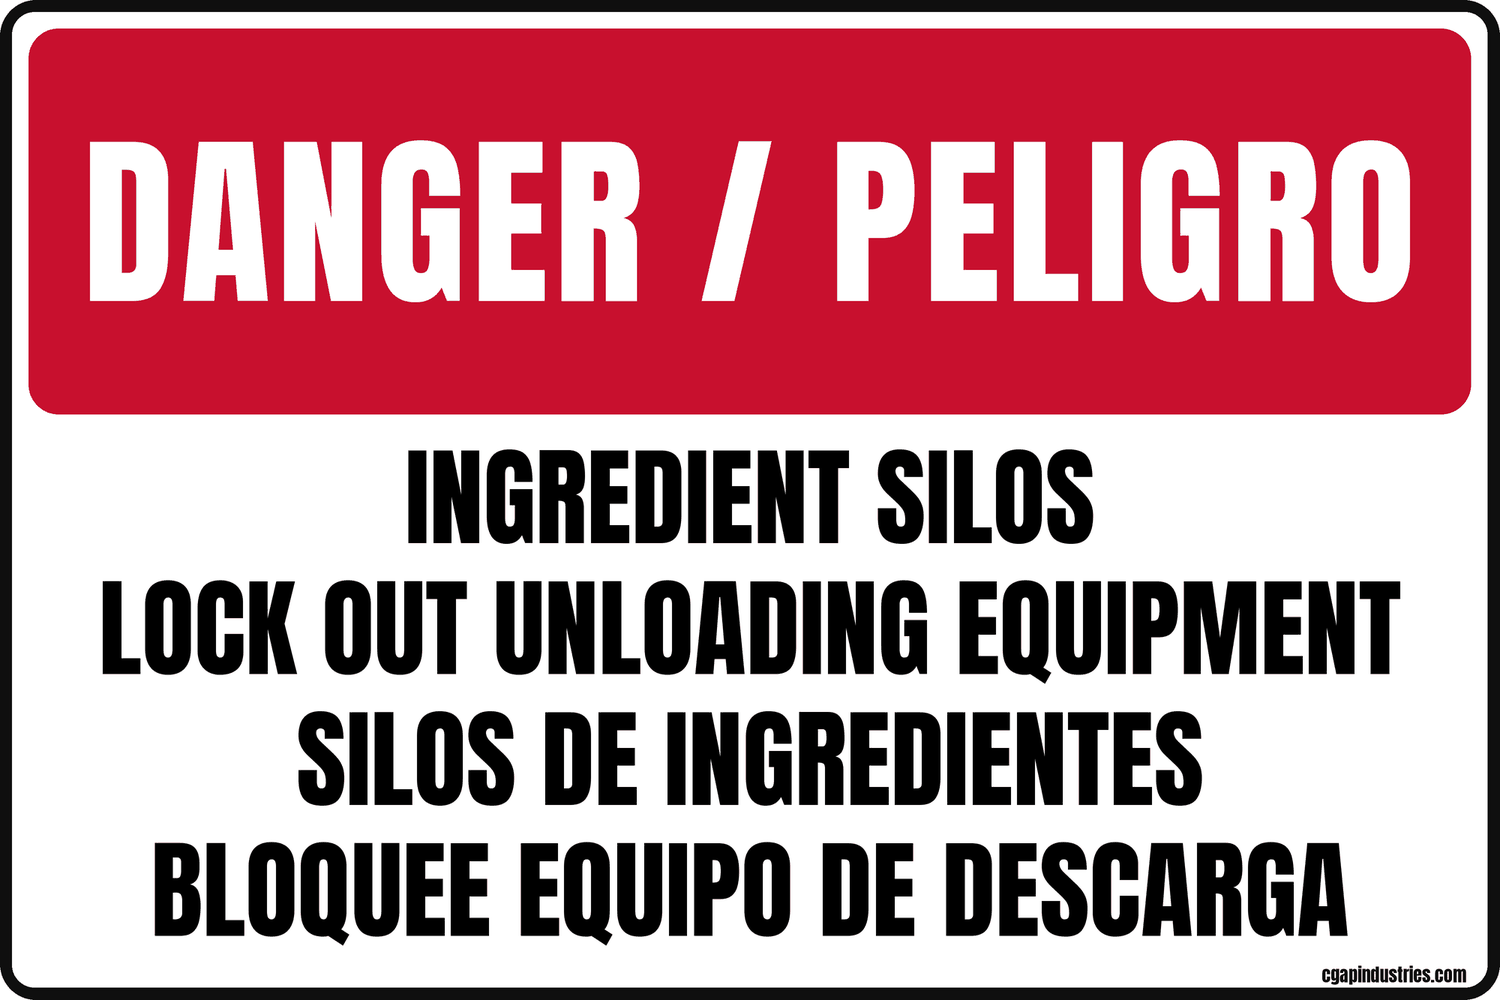 DANGER / PELIGRO
INGREDIENT SILOS
LOCK OUT UNLOADING EQUIPMENT
SILOS DE INGREDIENTES
BLOQUEE EQUIPO DE DESCARGA
cgapindustries.com